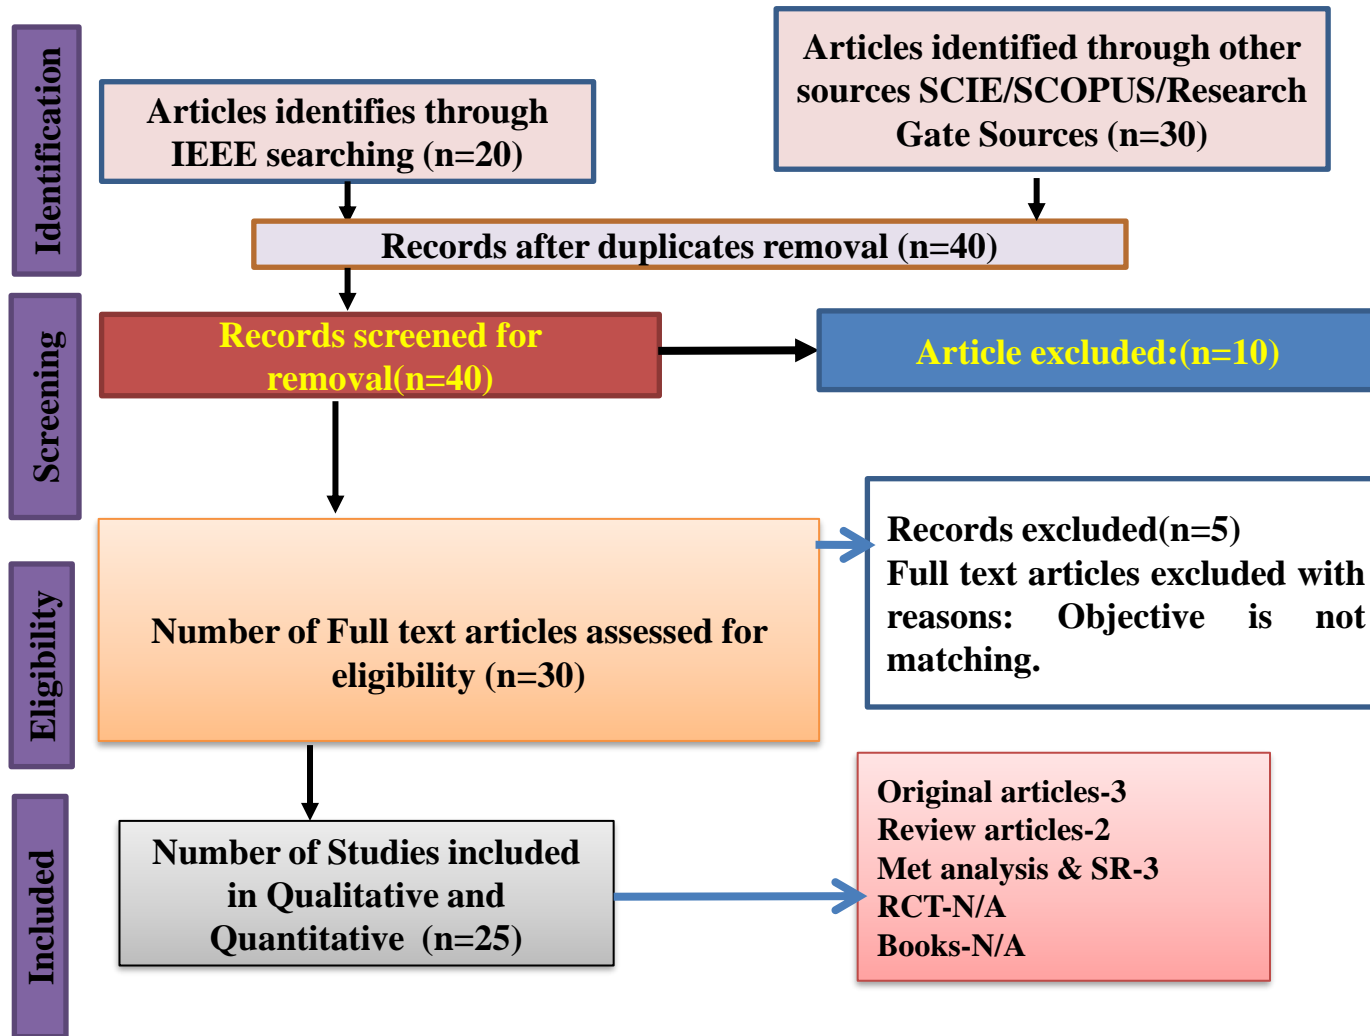 Identification
Articles identifies through
IEEE searching (n=20)
Articles identified through other
sources SCIE/SCOPUS/Research
Gate Sources (n=30)
Records after duplicates removal (n=40)
Screening
Records screened for
removal(n=40)
Article excluded:(n=10)
Eligibility
Number of Full text articles assessed for
eligibility (n=30)
Records excluded(n=5)
Full text articles excluded with
reasons: Objective is not
matching.
Included
Number of Studies included
in Qualitative and
Quantitative (n=25)
Original articles-3
Review articles-2
Met analysis & SR-3
RCT-N/A
Books-N/A